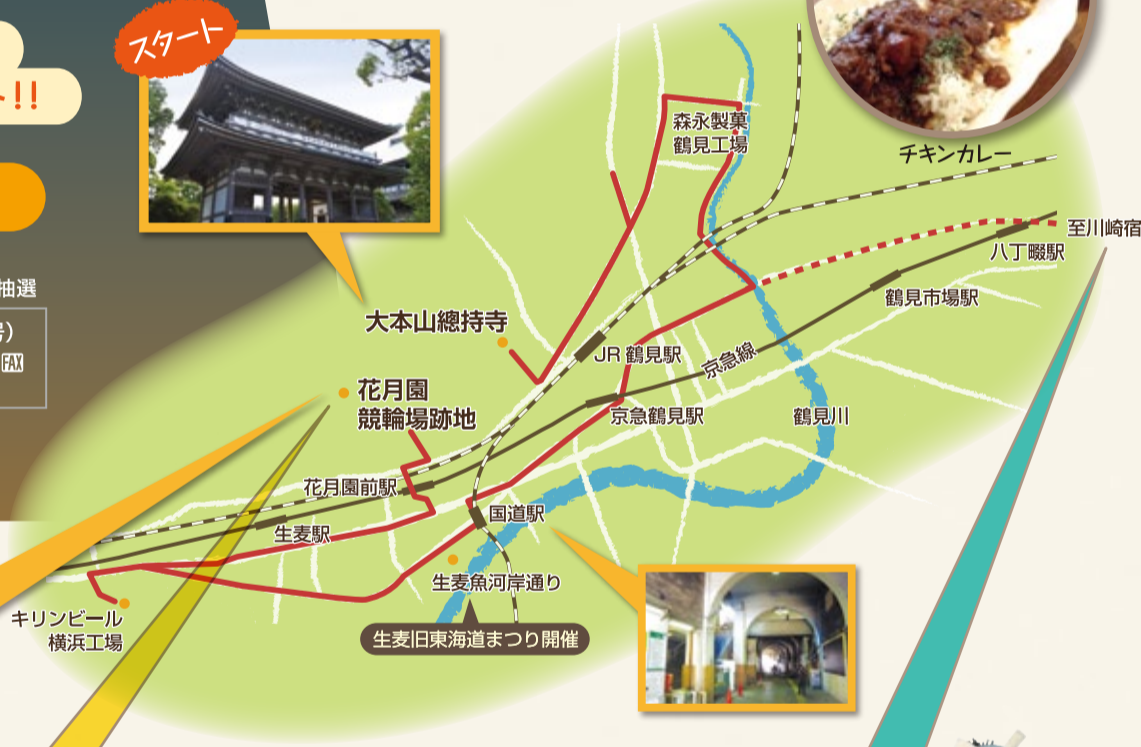 スタート
!!
抽選
号)
FAX
森永製菓
鶴見工場
チキンカレー
至川崎宿
八丁畷駅
鶴見市場駅
大本山總持寺
JR 鶴見駅
京急線
花月園
競輪場跡地
京急鶴見駅
鶴見川
花月園前駅
国道駅
生麦駅
生麦魚河岸通り
キリンビール
横浜工場
生麦旧東海道まつり開催